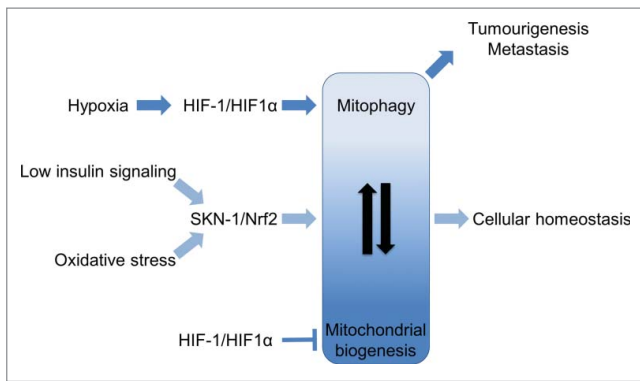 Tumourigenesis
Metastasis
Hypoxia
HIF-1/HIF1α
Mitophagy
Low insulin signaling
SKN-1/Nrf2
Cellular homeostasis
Oxidative stress
HIF-1/HIF1α
Mitochondrial
biogenesis